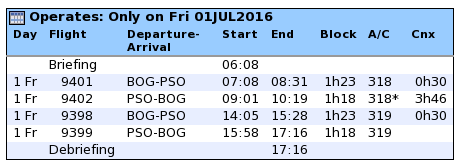 Operates: Only on Fri 01JUL2016
Day Flight Departure-Arrival Start End Block A/C Cnx
Briefing 06:08
1 Fr 9401 BOG-PSO 07:08 08:31 1h23 318 0h30
1 Fr 9402 PSO-BOG 09:01 10:19 1h18 318* 3h46
1 Fr 9398 BOG-PSO 14:05 15:28 1h23 319 0h30
1 Fr 9399 PSO-BOG 15:58 17:16 1h18 319
Debriefing 17:16